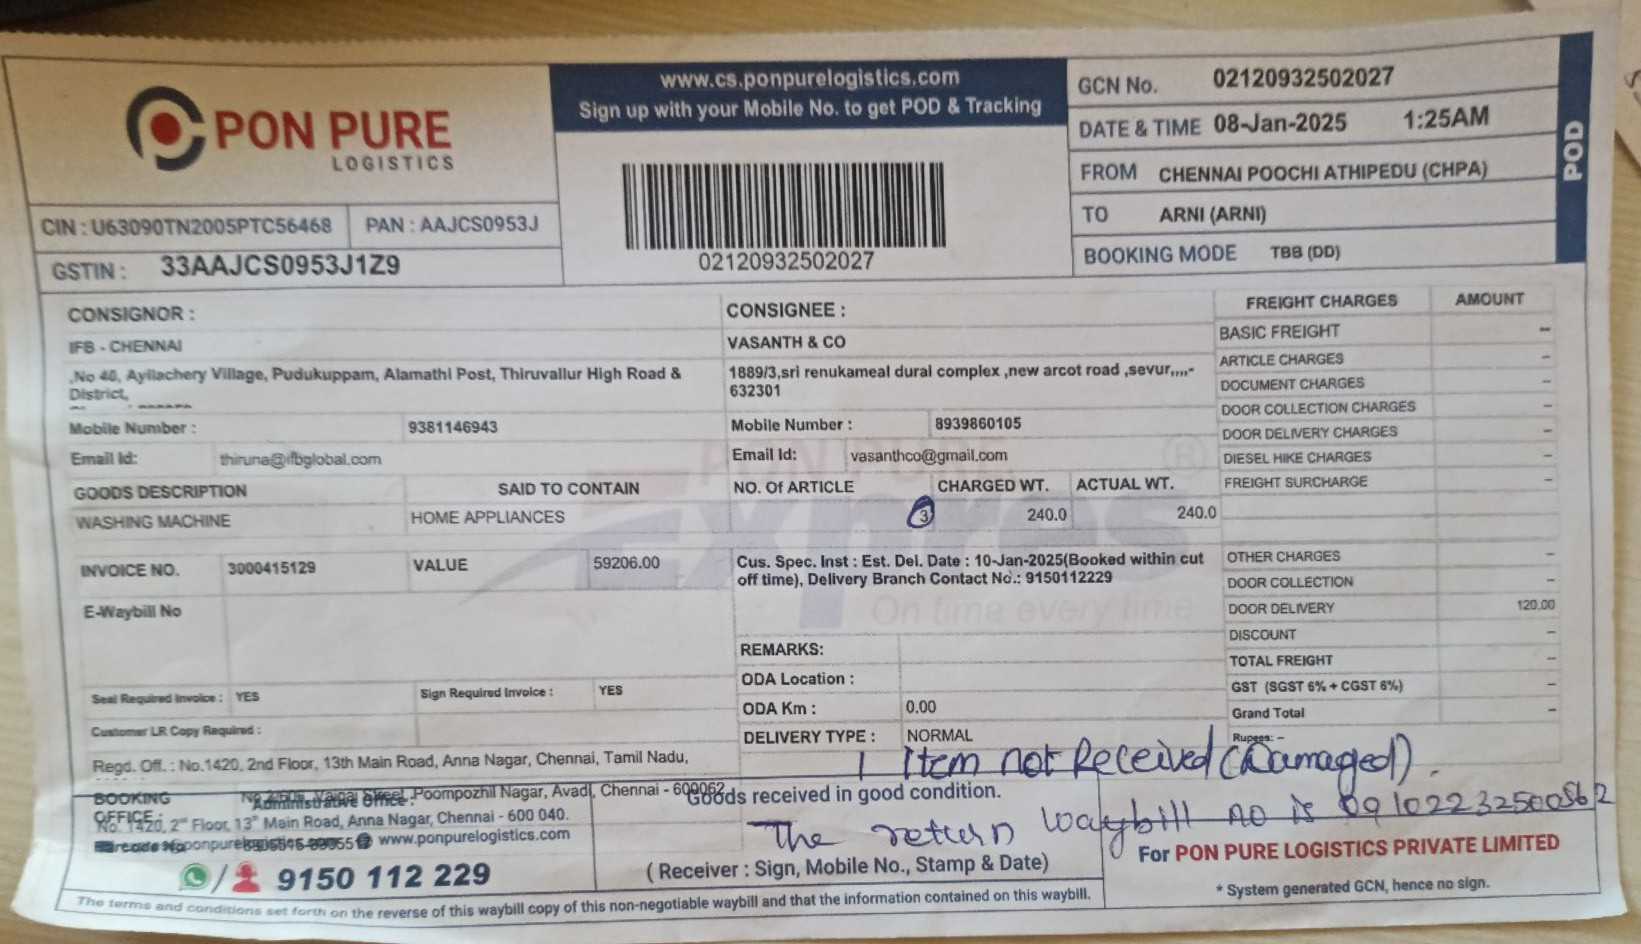 PON PURE
LOGISTICS
www.cs.ponpurelogistics.com
Sign up with your Mobile No. to get POD & Tracking
02120932502027
GCN No. 02120932502027
DATE & TIME 08-Jan-2025 1:25AM
FROM CHENNAI POOCHI ATHIPEDU (CHPA)
TO ARNI (ARNI)
BOOKING MODE TBB (DD)
POD
CIN : U63090TN2005PTC56468 PAN : AAJCS0953J
GSTIN : 33AAJCS0953J1Z9
CONSIGNOR :
IFB - CHENNAI
,No 40, Ayilachery Village, Pudukuppam, Alamathi Post, Thiruvallur High Road &
District,
Mobile Number : 9381146943
Email Id: thiruna@ifbglobal.com
CONSIGNEE :
VASANTH & CO
1889/3,sri renukameal dural complex ,new arcot road ,sevur,,,,-
632301
Mobile Number : 8939860105
Email Id: vasanthco@gmail.com
GOODS DESCRIPTION SAID TO CONTAIN NO. Of ARTICLE CHARGED WT. ACTUAL WT.
WASHING MACHINE HOME APPLIANCES 3 240.0 240.0
INVOICE NO. 3000415129 VALUE 59206.00
E-Waybill No
Cus. Spec. Inst : Est. Del. Date : 10-Jan-2025(Booked within cut
off time), Delivery Branch Contact No.: 9150112229
PON PURE
Express
On time every time
REMARKS:
ODA Location :
ODA Km : 0.00
DELIVERY TYPE : NORMAL
Seal Required Invoice : YES Sign Required Invoice : YES
Customer LR Copy Required :
FREIGHT CHARGES AMOUNT
BASIC FREIGHT --
ARTICLE CHARGES -
DOCUMENT CHARGES -
DOOR COLLECTION CHARGES -
DOOR DELIVERY CHARGES -
DIESEL HIKE CHARGES -
FREIGHT SURCHARGE -
OTHER CHARGES -
DOOR COLLECTION -
DOOR DELIVERY 120.00
DISCOUNT -
TOTAL FREIGHT -
GST (SGST 6% + CGST 6%) -
Grand Total -
Rupees: -
1 Item not Received (Damaged).
Regd. Off. : No.1420, 2nd Floor, 13th Main Road, Anna Nagar, Chennai, Tamil Nadu,
BOOKING
OFFICE :
Street, Poompozhil Nagar, Avadi, Chennai - 600062
Administrative Office :
No. 1420, 2nd Floor, 13th Main Road, Anna Nagar, Chennai - 600 040.
www.ponpurelogistics.com
9150 112 229
Goods received in good condition.
The return waybill no is
(Receiver : Sign, Mobile No., Stamp & Date)
For PON PURE LOGISTICS PRIVATE LIMITED
* System generated GCN, hence no sign.
The terms and conditions set forth on the reverse of this waybill copy of this non-negotiable waybill and that the information contained on this waybill.